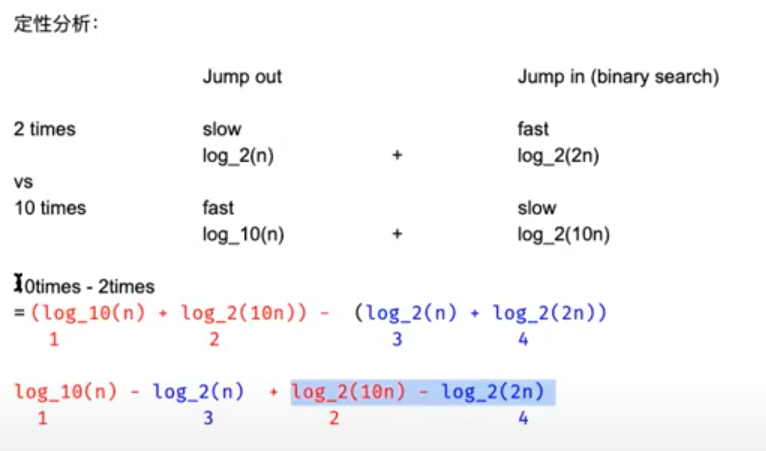 定性分析：
Jump out Jump in (binary search)
2 times slow fast
log_2(n) + log_2(2n)
vs
10 times fast slow
log_10(n) + log_2(10n)
10times - 2times
= (log_10(n) + log_2(10n)) - (log_2(n) + log_2(2n))
1 2 3 4
log_10(n) - log_2(n) + log_2(10n) - log_2(2n)
1 3 2 4